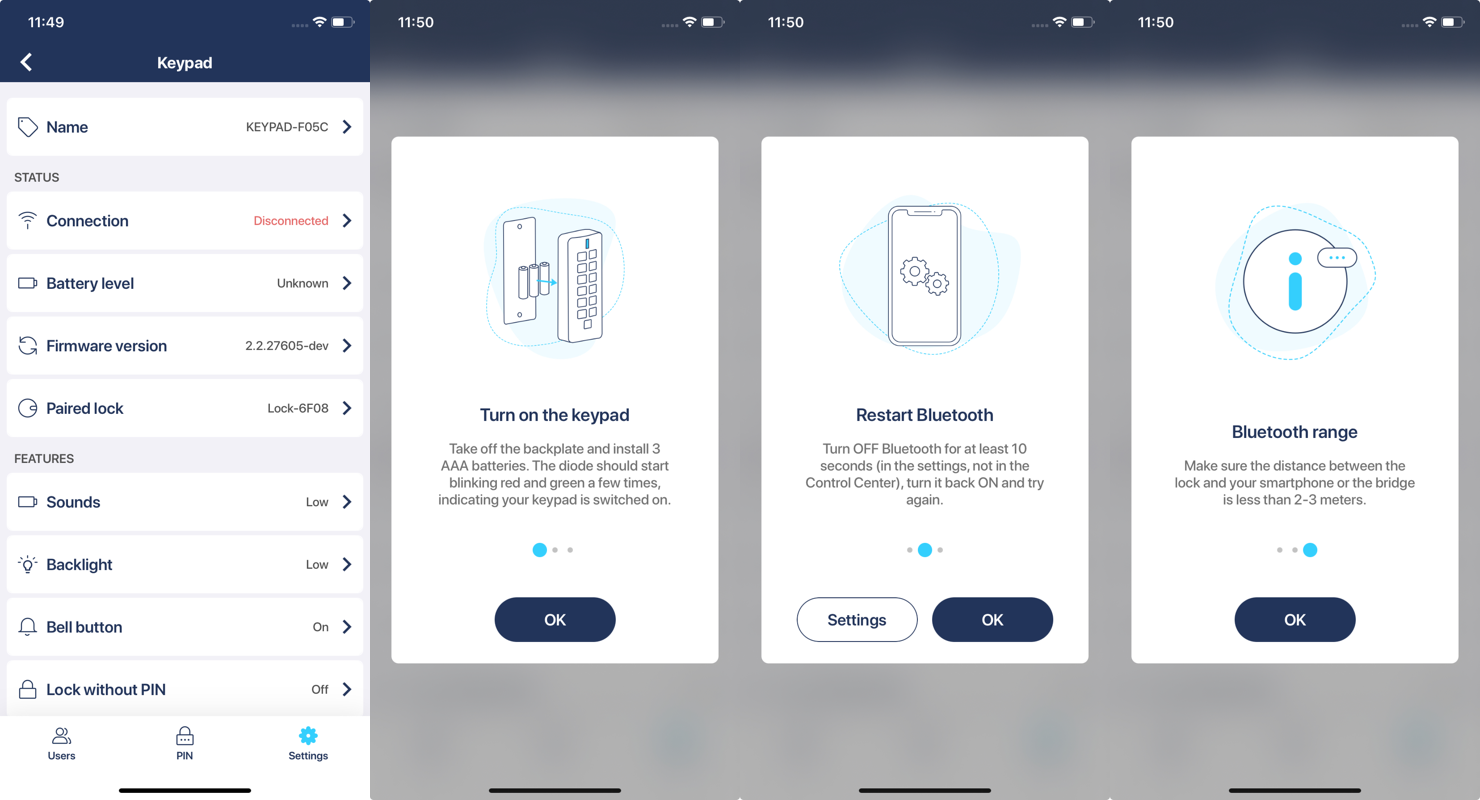 11:49
Keypad
Name KEYPAD-F05C
STATUS
Connection Disconnected
Battery level Unknown
Firmware version 2.2.27605-dev
Paired lock Lock-6F08
FEATURES
Sounds Low
Backlight Low
Bell button On
Lock without PIN Off
Users PIN Settings
11:50
Turn on the keypad
Take off the backplate and install 3
AAA batteries. The diode should start
blinking red and green a few times,
indicating your keypad is switched on.
OK
11:50
Restart Bluetooth
Turn OFF Bluetooth for at least 10
seconds (in the settings, not in the
Control Center), turn it back ON and try
again.
Settings OK
11:50
Bluetooth range
Make sure the distance between the
lock and your smartphone or the bridge
is less than 2-3 meters.
OK